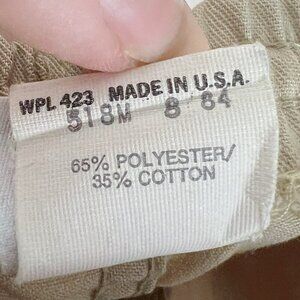 WPL 423 MADE IN U.S.A.
518M 8 84
65% POLYESTER/
35% COTTON